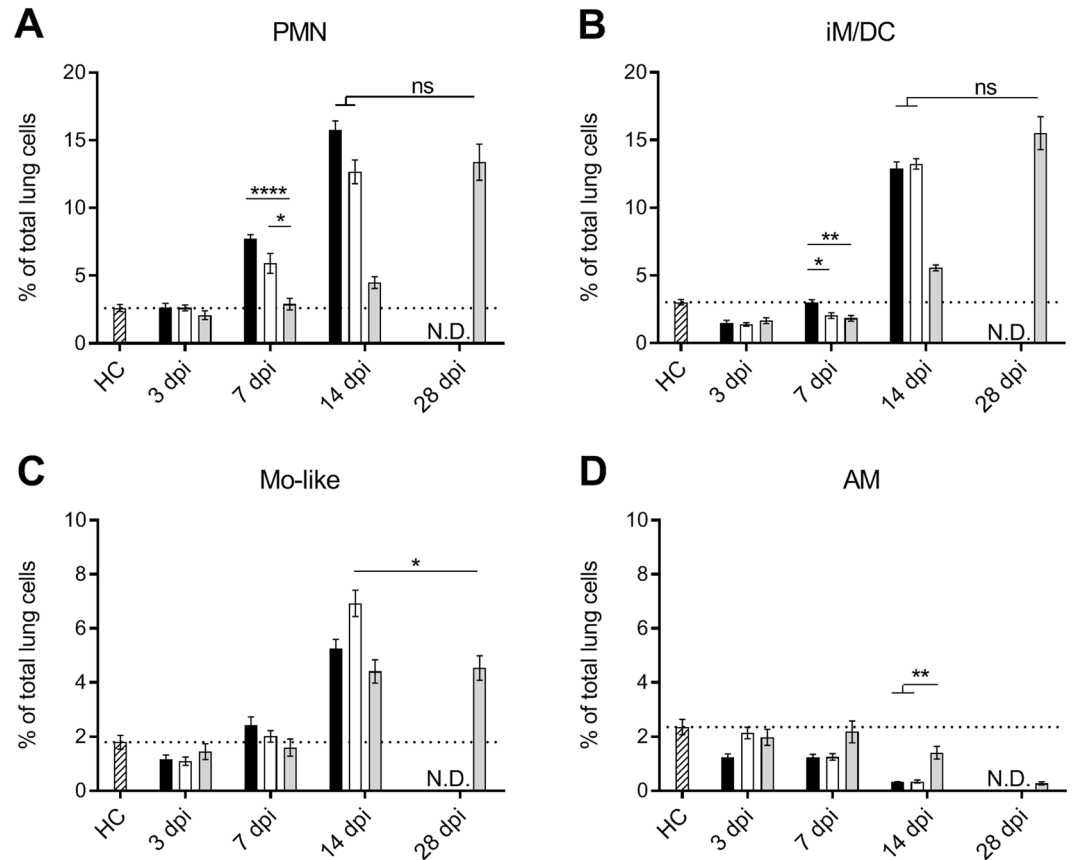 A
PMN
% of total lung cells
20
15
10
5
0
****
*
ns
N.D.
HC
3 dpi
7 dpi
14 dpi
28 dpi
B
iM/DC
% of total lung cells
20
15
10
5
0
**
*
ns
N.D.
HC
3 dpi
7 dpi
14 dpi
28 dpi
C
Mo-like
% of total lung cells
10
8
6
4
2
0
*
N.D.
HC
3 dpi
7 dpi
14 dpi
28 dpi
D
AM
% of total lung cells
10
8
6
4
2
0
**
N.D.
HC
3 dpi
7 dpi
14 dpi
28 dpi